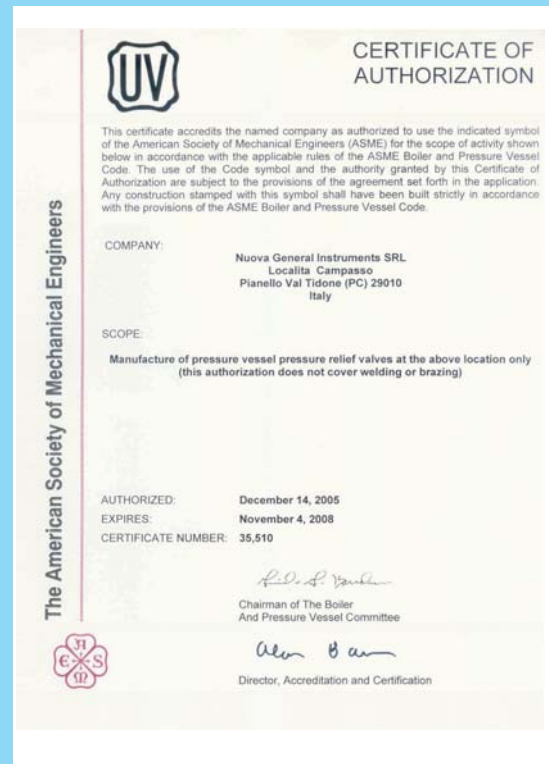 UV
CERTIFICATE OF
AUTHORIZATION
This certificate accredits the named company as authorized to use the indicated symbol
of the American Society of Mechanical Engineers (ASME) for the scope of activity shown
below in accordance with the applicable rules of the ASME Boiler and Pressure Vessel
Code. The use of the Code symbol and the authority granted by this Certificate of
Authorization are subject to the provisions of the agreement set forth in the application.
Any construction stamped with this symbol shall have been built strictly in accordance
with the provisions of the ASME Boiler and Pressure Vessel Code.
COMPANY:
Nuova General Instruments SRL
Localita Campasso
Pianello Val Tidone (PC) 29010
Italy
SCOPE:
Manufacture of pressure vessel pressure relief valves at the above location only
(this authorization does not cover welding or brazing)
AUTHORIZED: December 14, 2005
EXPIRES: November 4, 2008
CERTIFICATE NUMBER: 35,510
Chairman of The Boiler
And Pressure Vessel Committee
Director, Accreditation and Certification
The American Society of Mechanical Engineers
A
E S
M